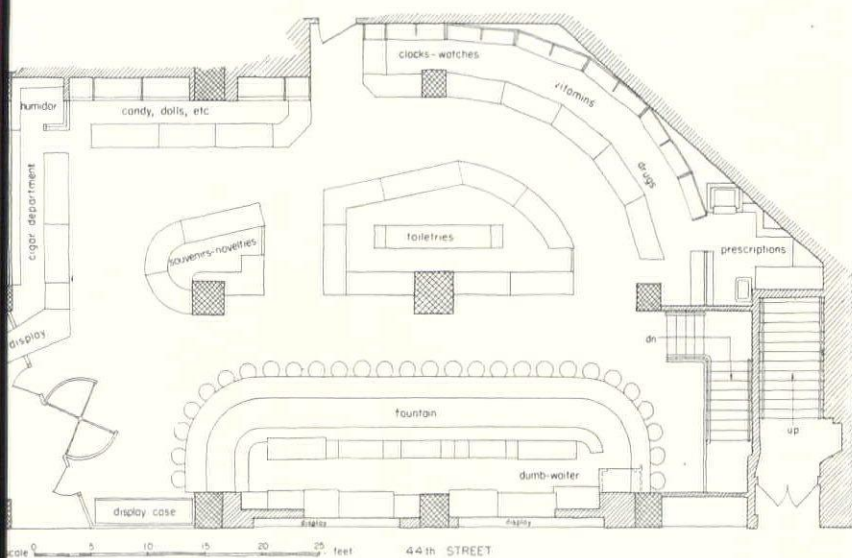 clocks-watches
humidor
candy, dolls, etc
vitamins
cigar department
drugs
souvenirs-novelties
toiletries
prescriptions
display
dn
fountain
up
dumb-waiter
display case
display
display
scale 0 5 10 15 20 25 feet
44th STREET